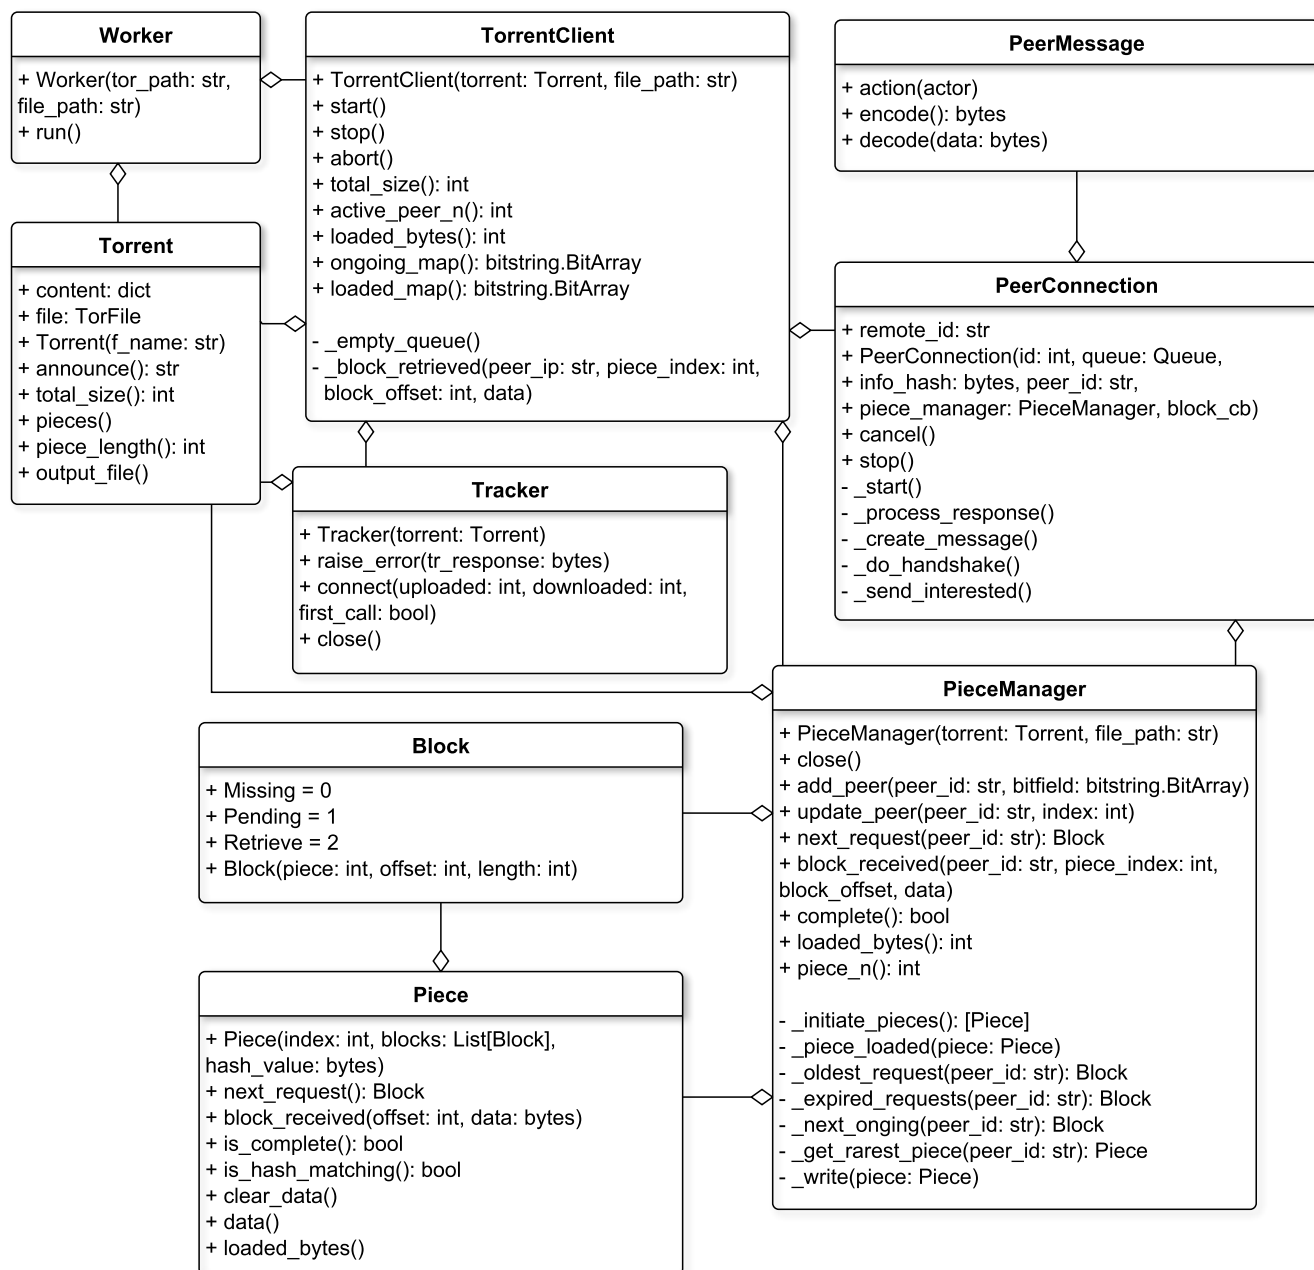 Worker
+ Worker(tor_path: str,
file_path: str)
+ run()
TorrentClient
+ TorrentClient(torrent: Torrent, file_path: str)
+ start()
+ stop()
+ abort()
+ total_size(): int
+ active_peer_n(): int
+ loaded_bytes(): int
+ ongoing_map(): bitstring.BitArray
+ loaded_map(): bitstring.BitArray
- _empty_queue()
- _block_retrieved(peer_ip: str, piece_index: int,
block_offset: int, data)
PeerMessage
+ action(actor)
+ encode(): bytes
+ decode(data: bytes)
Torrent
+ content: dict
+ file: TorFile
+ Torrent(f_name: str)
+ announce(): str
+ total_size(): int
+ pieces()
+ piece_length(): int
+ output_file()
PeerConnection
+ remote_id: str
+ PeerConnection(id: int, queue: Queue,
+ info_hash: bytes, peer_id: str,
+ piece_manager: PieceManager, block_cb)
+ cancel()
+ stop()
- _start()
- _process_response()
- _create_message()
- _do_handshake()
- _send_interested()
Tracker
+ Tracker(torrent: Torrent)
+ raise_error(tr_response: bytes)
+ connect(uploaded: int, downloaded: int,
first_call: bool)
+ close()
PieceManager
+ PieceManager(torrent: Torrent, file_path: str)
+ close()
+ add_peer(peer_id: str, bitfield: bitstring.BitArray)
+ update_peer(peer_id: str, index: int)
+ next_request(peer_id: str): Block
+ block_received(peer_id: str, piece_index: int,
block_offset, data)
+ complete(): bool
+ loaded_bytes(): int
+ piece_n(): int
- _initiate_pieces(): [Piece]
- _piece_loaded(piece: Piece)
- _oldest_request(peer_id: str): Block
- _expired_requests(peer_id: str): Block
- _next_onging(peer_id: str): Block
- _get_rarest_piece(peer_id: str): Piece
- _write(piece: Piece)
Block
+ Missing = 0
+ Pending = 1
+ Retrieve = 2
+ Block(piece: int, offset: int, length: int)
Piece
+ Piece(index: int, blocks: List[Block],
hash_value: bytes)
+ next_request(): Block
+ block_received(offset: int, data: bytes)
+ is_complete(): bool
+ is_hash_matching(): bool
+ clear_data()
+ data()
+ loaded_bytes()